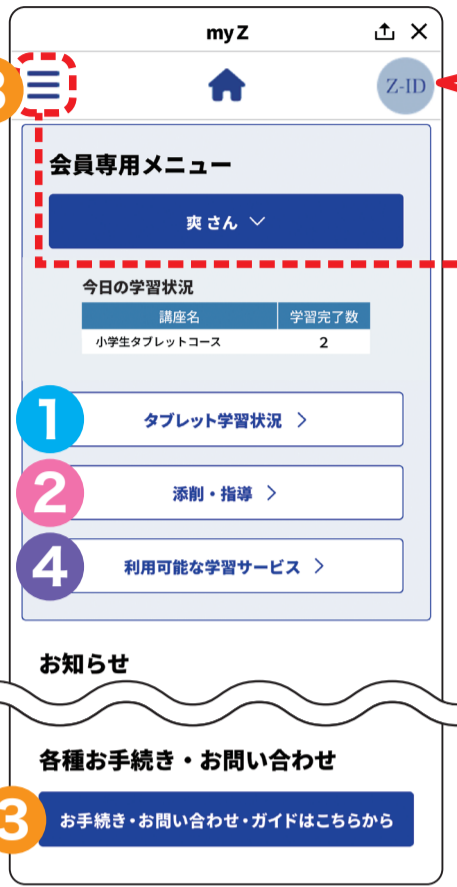 my Z
3
Z-ID
会員専用メニュー
爽 さん
今日の学習状況
講座名 学習完了数
小学生タブレットコース 2
1 タブレット学習状況 >
2 添削・指導 >
4 利用可能な学習サービス >
お知らせ
各種お手続き・お問い合わせ
3 お手続き・お問い合わせ・ガイドはこちらから